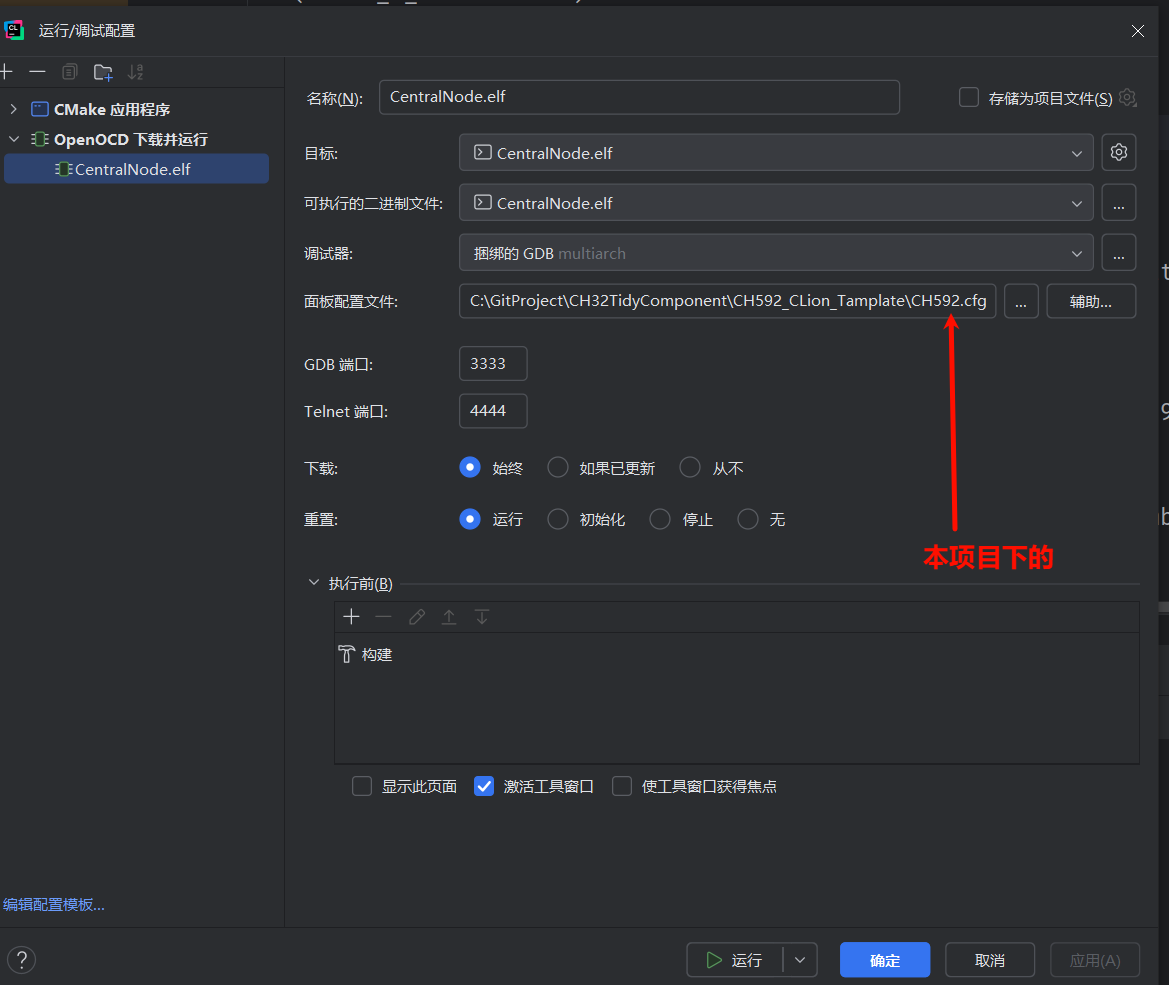 运行/调试配置
CMake 应用程序
OpenOCD 下载并运行
CentralNode.elf
编辑配置模板...
名称(N): CentralNode.elf 存储为项目文件(S)
目标: CentralNode.elf
可执行的二进制文件: CentralNode.elf ...
调试器: 捆绑的 GDB multiarch ...
面板配置文件: C:\GitProject\CH32TidyComponent\CH592_CLion_Tamplate\CH592.cfg ... 辅助...
GDB 端口: 3333
Telnet 端口: 4444
下载: 始终 如果已更新 从不
重置: 运行 初始化 停止 无
本项目下的
执行前(B)
构建
显示此页面 激活工具窗口 使工具窗口获得焦点
? 运行 确定 取消 应用(A)